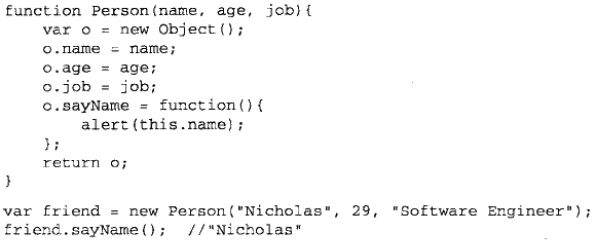 function Person(name, age, job){
    var o = new Object();
    o.name = name;
    o.age = age;
    o.job = job;
    o.sayName = function(){
        alert(this.name);
    };
    return o;
}
var friend = new Person("Nicholas", 29, "Software Engineer");
friend.sayName();  //"Nicholas"